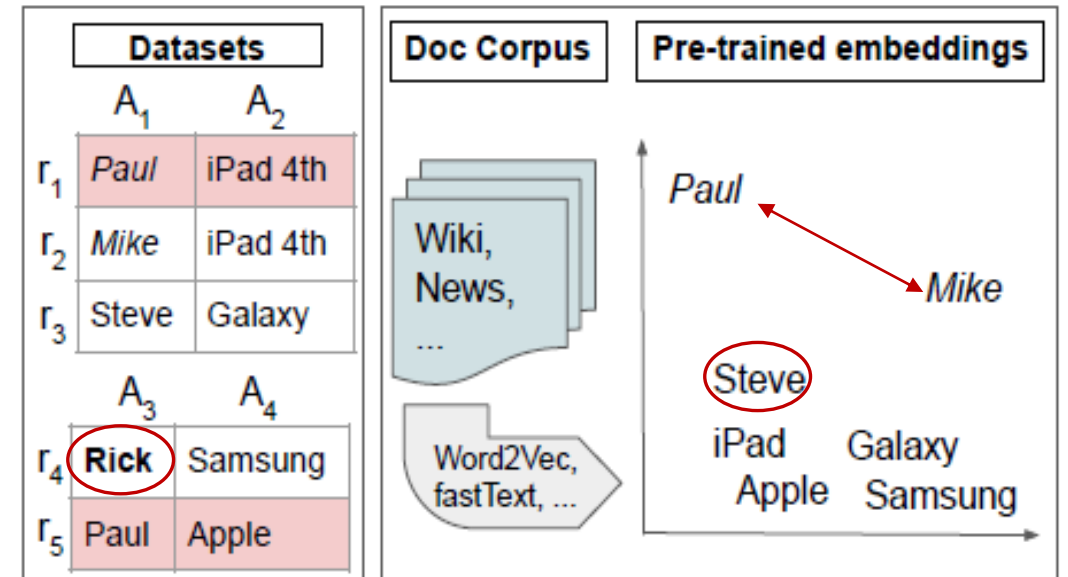 Datasets
A1 A2
r1 Paul iPad 4th
r2 Mike iPad 4th
r3 Steve Galaxy
A3 A4
r4 Rick Samsung
r5 Paul Apple
Doc Corpus
Wiki,
News,
...
Word2Vec,
fastText, ...
Pre-trained embeddings
Paul
Mike
Steve
iPad Galaxy
Apple Samsung